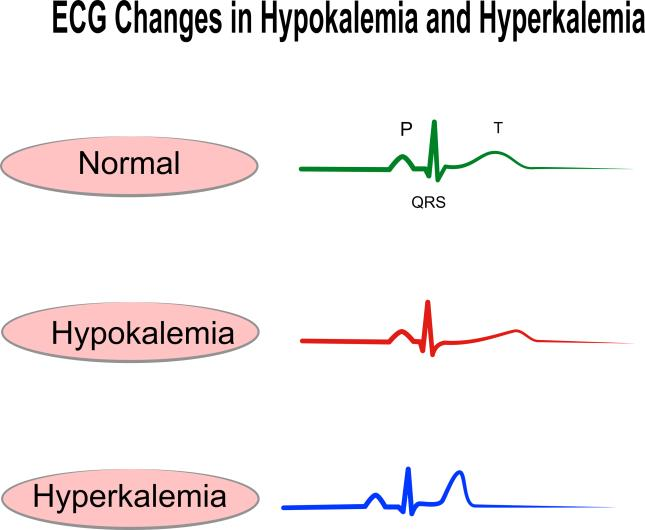 ECG Changes in Hypokalemia and Hyperkalemia
P
T
Normal
QRS
Hypokalemia
Hyperkalemia